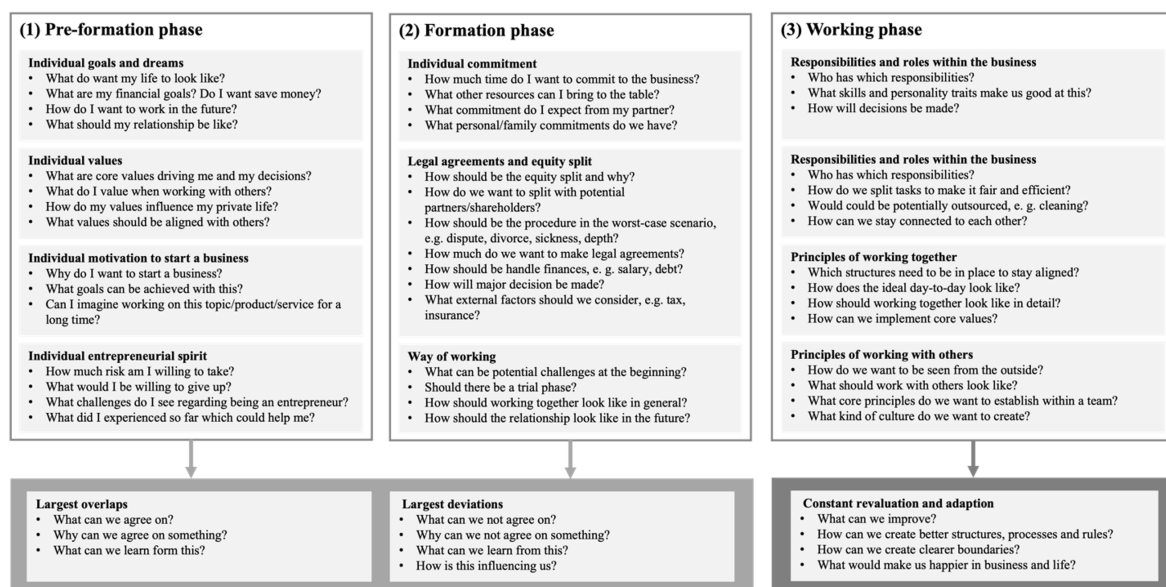 (1) Pre-formation phase
Individual goals and dreams
• What do want my life to look like?
• What are my financial goals? Do I want save money?
• How do I want to work in the future?
• What should my relationship be like?
Individual values
• What are core values driving me and my decisions?
• What do I value when working with others?
• How do my values influence my private life?
• What values should be aligned with others?
Individual motivation to start a business
• Why do I want to start a business?
• What goals can be achieved with this?
• Can I imagine working on this topic/product/service for a
long time?
Individual entrepreneurial spirit
• How much risk am I willing to take?
• What would I be willing to give up?
• What challenges do I see regarding being an entrepreneur?
• What did I experienced so far which could help me?
(2) Formation phase
Individual commitment
• How much time do I want to commit to the business?
• What other resources can I bring to the table?
• What commitment do I expect from my partner?
• What personal/family commitments do we have?
Legal agreements and equity split
• How should be the equity split and why?
• How do we want to split with potential
partners/shareholders?
• How should be the procedure in the worst-case scenario,
e.g. dispute, divorce, sickness, depth?
• How much do we want to make legal agreements?
• How should be handle finances, e. g. salary, debt?
• How will major decision be made?
• What external factors should we consider, e.g. tax,
insurance?
Way of working
• What can be potential challenges at the beginning?
• Should there be a trial phase?
• How should working together look like in general?
• How should the relationship look like in the future?
(3) Working phase
Responsibilities and roles within the business
• Who has which responsibilities?
• What skills and personality traits make us good at this?
• How will decisions be made?
Responsibilities and roles within the business
• Who has which responsibilities?
• How do we split tasks to make it fair and efficient?
• Would could be potentially outsourced, e. g. cleaning?
• How can we stay connected to each other?
Principles of working together
• Which structures need to be in place to stay aligned?
• How does the ideal day-to-day look like?
• How should working together look like in detail?
• How can we implement core values?
Principles of working with others
• How do we want to be seen from the outside?
• What should work with others look like?
• What core principles do we want to establish within a team?
• What kind of culture do we want to create?
Largest overlaps
• What can we agree on?
• Why can we agree on something?
• What can we learn form this?
Largest deviations
• What can we not agree on?
• Why can we not agree on something?
• What can we learn from this?
• How is this influencing us?
Constant revaluation and adaption
• What can we improve?
• How can we create better structures, processes and rules?
• How can we create clearer boundaries?
• What would make us happier in business and life?